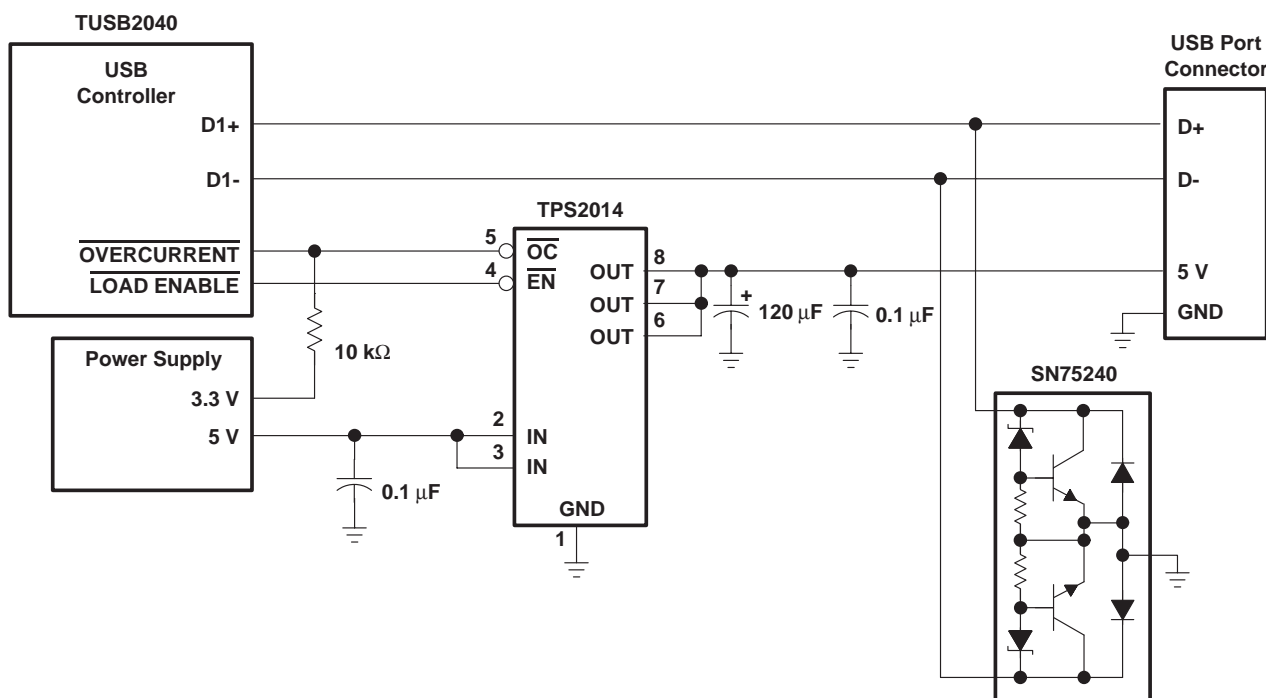 TUSB2040
USB
Controller
D1+
D1-
OVERCURRENT
LOAD ENABLE
Power Supply
3.3 V
5 V
10 kΩ
0.1 μF
TPS2014
5
OC
4
EN
2
IN
3
IN
GND
1
OUT
8
OUT
7
OUT
6
+
120 μF
0.1 μF
USB Port
Connector
D+
D-
5 V
GND
SN75240